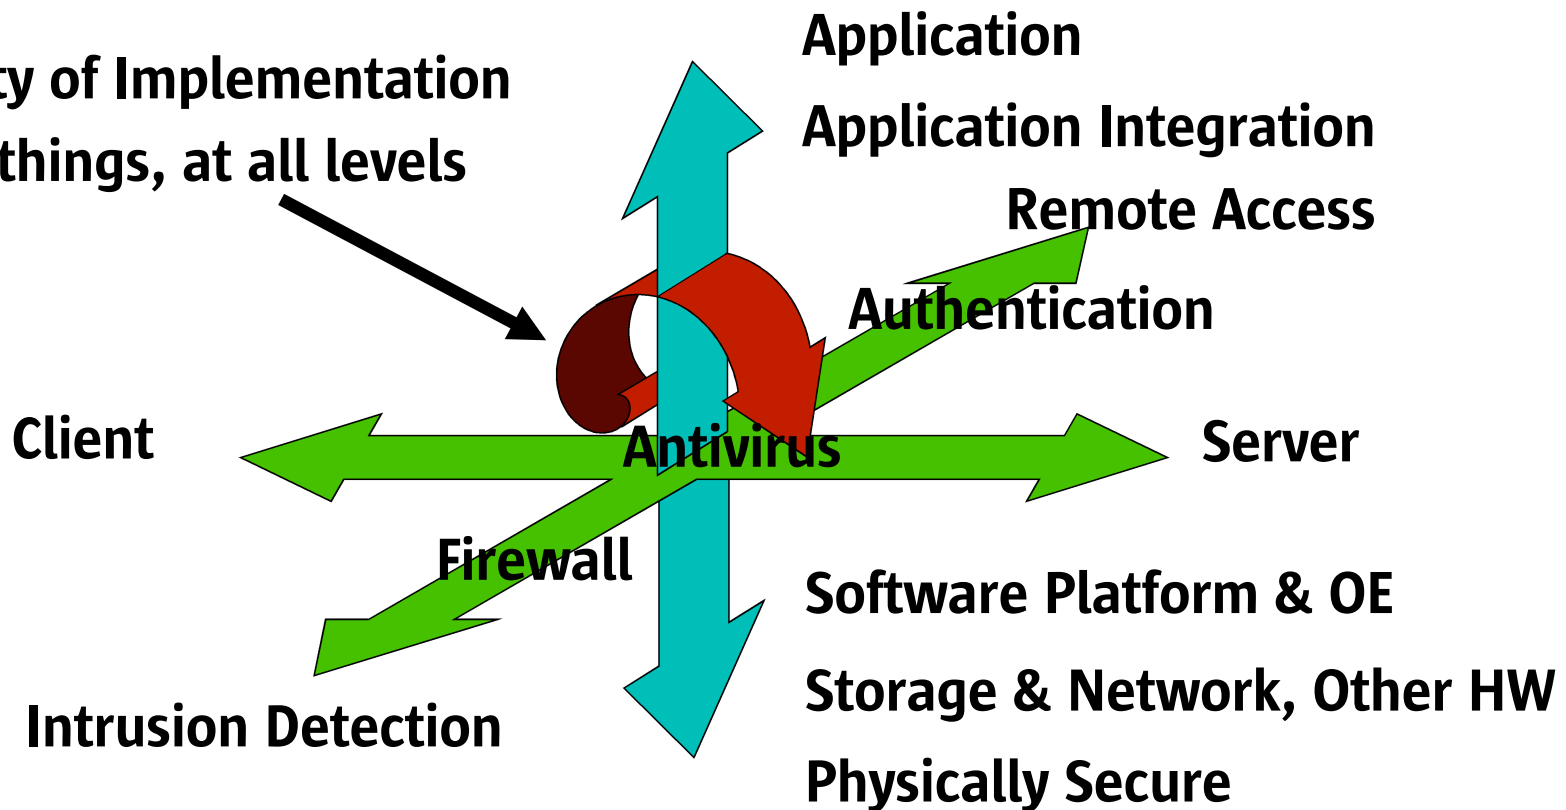 Application
ty of Implementation
Application Integration
things, at all levels
Remote Access
Authentication
Client
Antivirus
Server
Firewall
Software Platform & OE
Storage & Network, Other HW
Intrusion Detection
Physically Secure